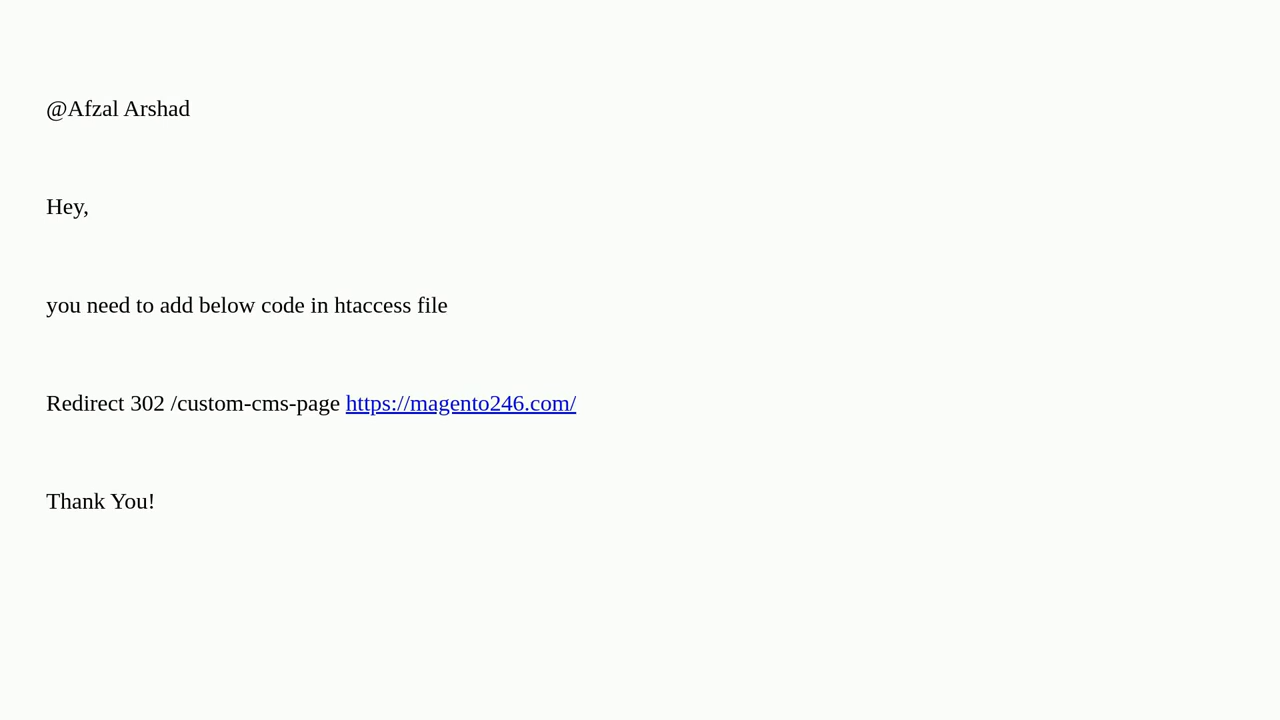 @Afzal Arshad
Hey,
you need to add below code in htaccess file
Redirect 302 /custom-cms-page https://magento246.com/
Thank You!